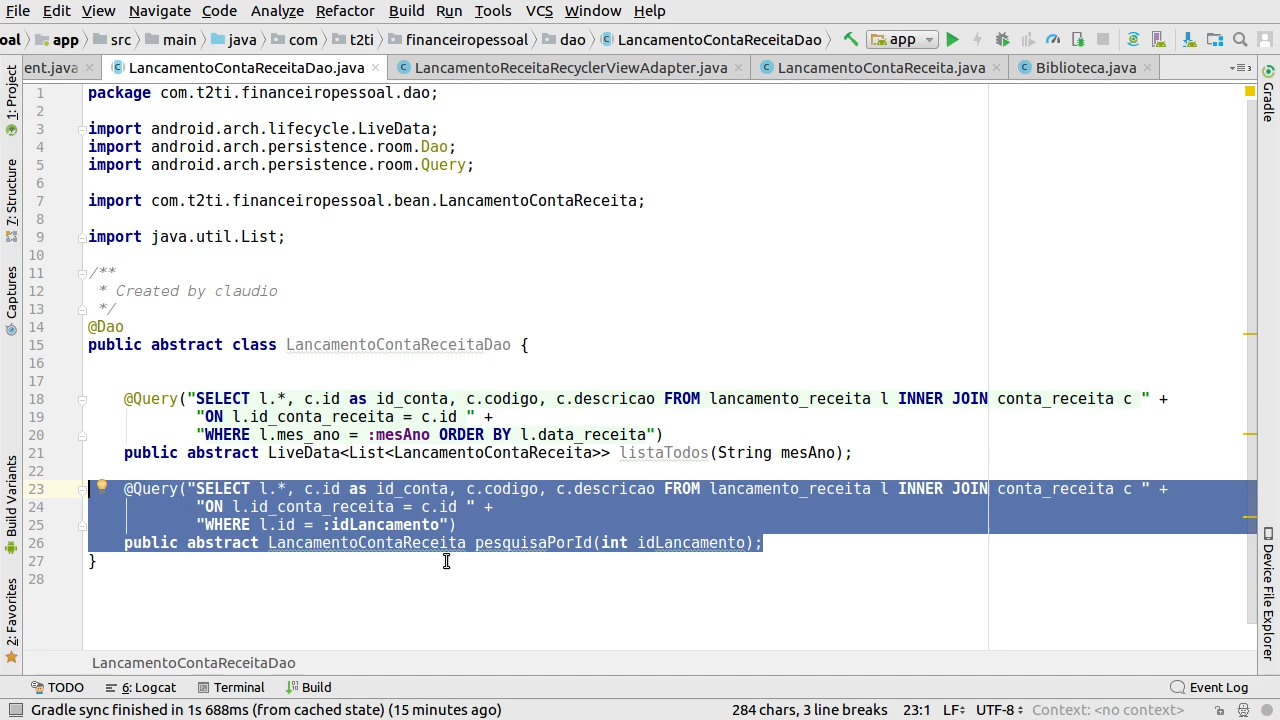 File Edit View Navigate Code Analyze Refactor Build Run Tools VCS Window Help
oal app src main java com t2ti financeiropessoal dao LancamentoContaReceitaDao app
ent.java LancamentoContaReceitaDao.java LancamentoReceitaRecyclerViewAdapter.java LancamentoContaReceita.java Biblioteca.java
1 package com.t2ti.financeiropessoal.dao;
2
3 import android.arch.lifecycle.LiveData;
4 import android.arch.persistence.room.Dao;
5 import android.arch.persistence.room.Query;
6
7 import com.t2ti.financeiropessoal.bean.LancamentoContaReceita;
8
9 import java.util.List;
10
11 /**
12 * Created by claudio
13 */
14 @Dao
15 public abstract class LancamentoContaReceitaDao {
16
17
18 @Query("SELECT l.*, c.id as id_conta, c.codigo, c.descricao FROM lancamento_receita l INNER JOIN conta_receita c " +
19 "ON l.id_conta_receita = c.id " +
20 "WHERE l.mes_ano = :mesAno ORDER BY l.data_receita")
21 public abstract LiveData<List<LancamentoContaReceita>> listaTodos(String mesAno);
22
23 @Query("SELECT l.*, c.id as id_conta, c.codigo, c.descricao FROM lancamento_receita l INNER JOIN conta_receita c " +
24 "ON l.id_conta_receita = c.id " +
25 "WHERE l.id = :idLancamento")
26 public abstract LancamentoContaReceita pesquisaPorId(int idLancamento);
27 }
28
1: Project
7: Structure
Captures
Build Variants
2: Favorites
Gradle
Device File Explorer
LancamentoContaReceitaDao
TODO 6: Logcat Terminal Build Event Log
Gradle sync finished in 1s 688ms (from cached state) (15 minutes ago) 284 chars, 3 line breaks 23:1 LF UTF-8 Context: <no context>